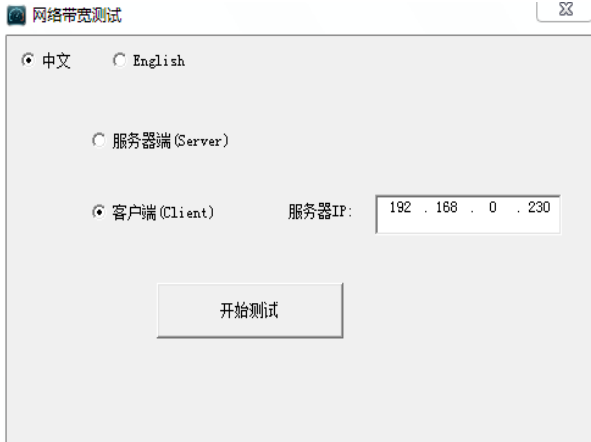 网络带宽测试
中文 English
服务器端(Server)
客户端(Client) 服务器IP: 192 . 168 . 0 . 230
开始测试